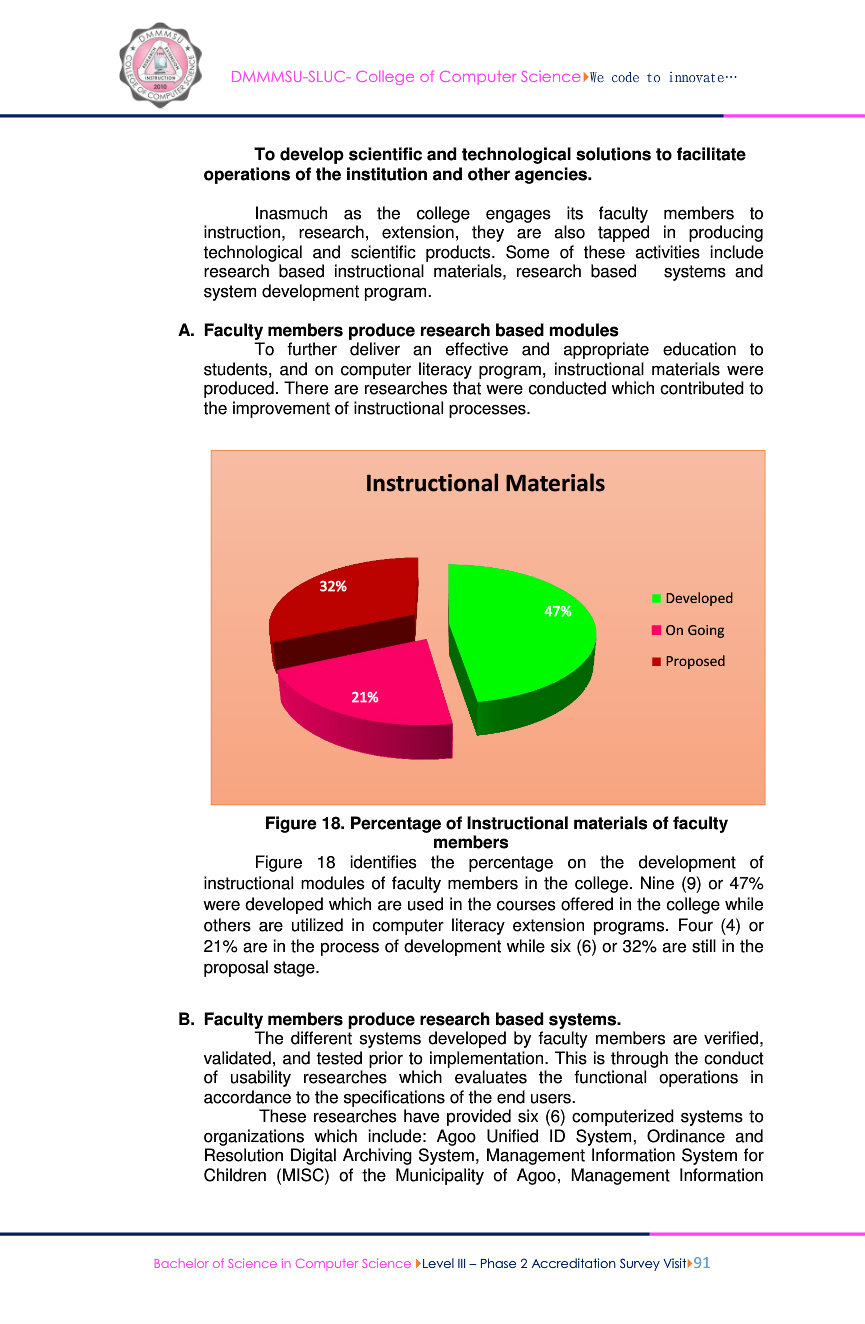 DMMMSU
COLLEGE OF COMPUTER SCIENCE
RESEARCH
EXTENSION
INSTRUCTION
2010
DMMMSU-SLUC- College of Computer Science We code to innovate…
To develop scientific and technological solutions to facilitate
operations of the institution and other agencies.
Inasmuch as the college engages its faculty members to
instruction, research, extension, they are also tapped in producing
technological and scientific products. Some of these activities include
research based instructional materials, research based systems and
system development program.
A. Faculty members produce research based modules
To further deliver an effective and appropriate education to
students, and on computer literacy program, instructional materials were
produced. There are researches that were conducted which contributed to
the improvement of instructional processes.
Instructional Materials
32%
47%
21%
Developed
On Going
Proposed
Figure 18. Percentage of Instructional materials of faculty
members
Figure 18 identifies the percentage on the development of
instructional modules of faculty members in the college. Nine (9) or 47%
were developed which are used in the courses offered in the college while
others are utilized in computer literacy extension programs. Four (4) or
21% are in the process of development while six (6) or 32% are still in the
proposal stage.
B. Faculty members produce research based systems.
The different systems developed by faculty members are verified,
validated, and tested prior to implementation. This is through the conduct
of usability researches which evaluates the functional operations in
accordance to the specifications of the end users.
These researches have provided six (6) computerized systems to
organizations which include: Agoo Unified ID System, Ordinance and
Resolution Digital Archiving System, Management Information System for
Children (MISC) of the Municipality of Agoo, Management Information
Bachelor of Science in Computer Science Level III – Phase 2 Accreditation Survey Visit 91